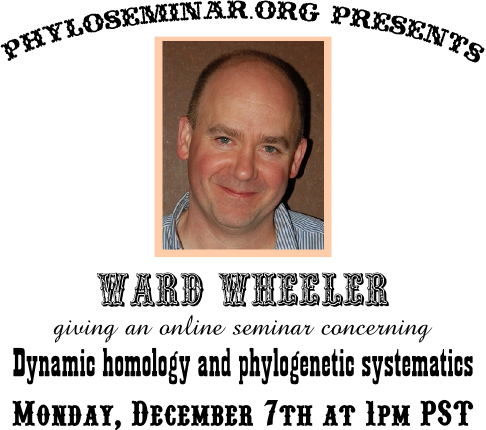 PHYLOSEMINAR.ORG PRESENTS
WARD WHEELER
giving an online seminar concerning
Dynamic homology and phylogenetic systematics
MONDAY, DECEMBER 7TH AT 1PM PST